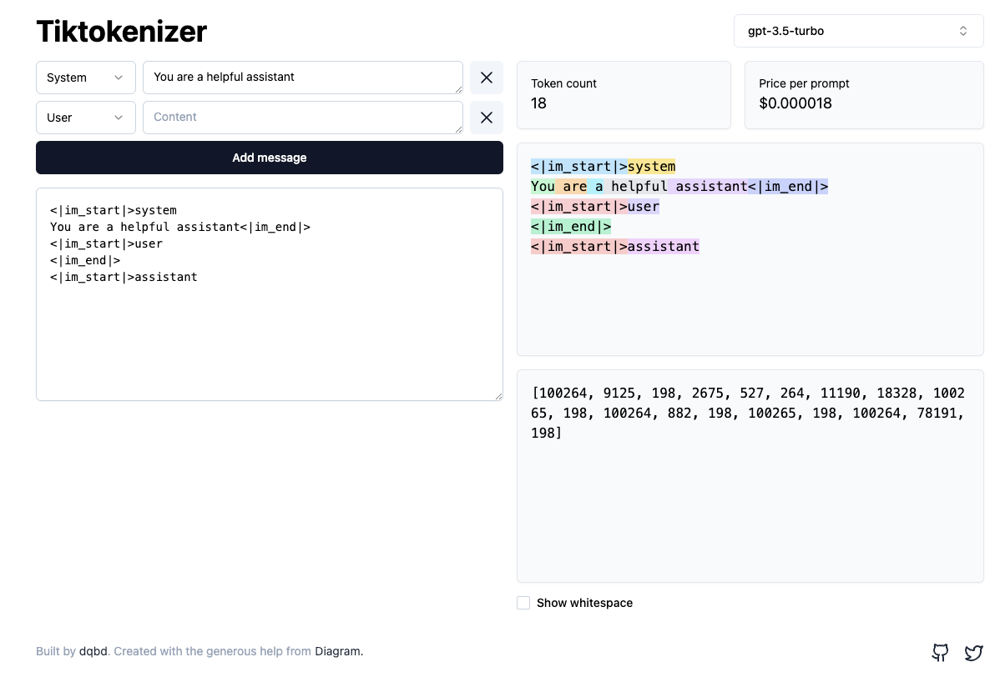 Tiktokenizer
gpt-3.5-turbo
System
You are a helpful assistant
User
Content
Add message
<|im_start|>system
You are a helpful assistant<|im_end|>
<|im_start|>user
<|im_end|>
<|im_start|>assistant
Token count
18
Price per prompt
$0.000018
<|im_start|>system
You are a helpful assistant<|im_end|>
<|im_start|>user
<|im_end|>
<|im_start|>assistant
[100264, 9125, 198, 2675, 527, 264, 11190, 18328, 1002
65, 198, 100264, 882, 198, 100265, 198, 100264, 78191,
198]
Show whitespace
Built by dqbd. Created with the generous help from Diagram.